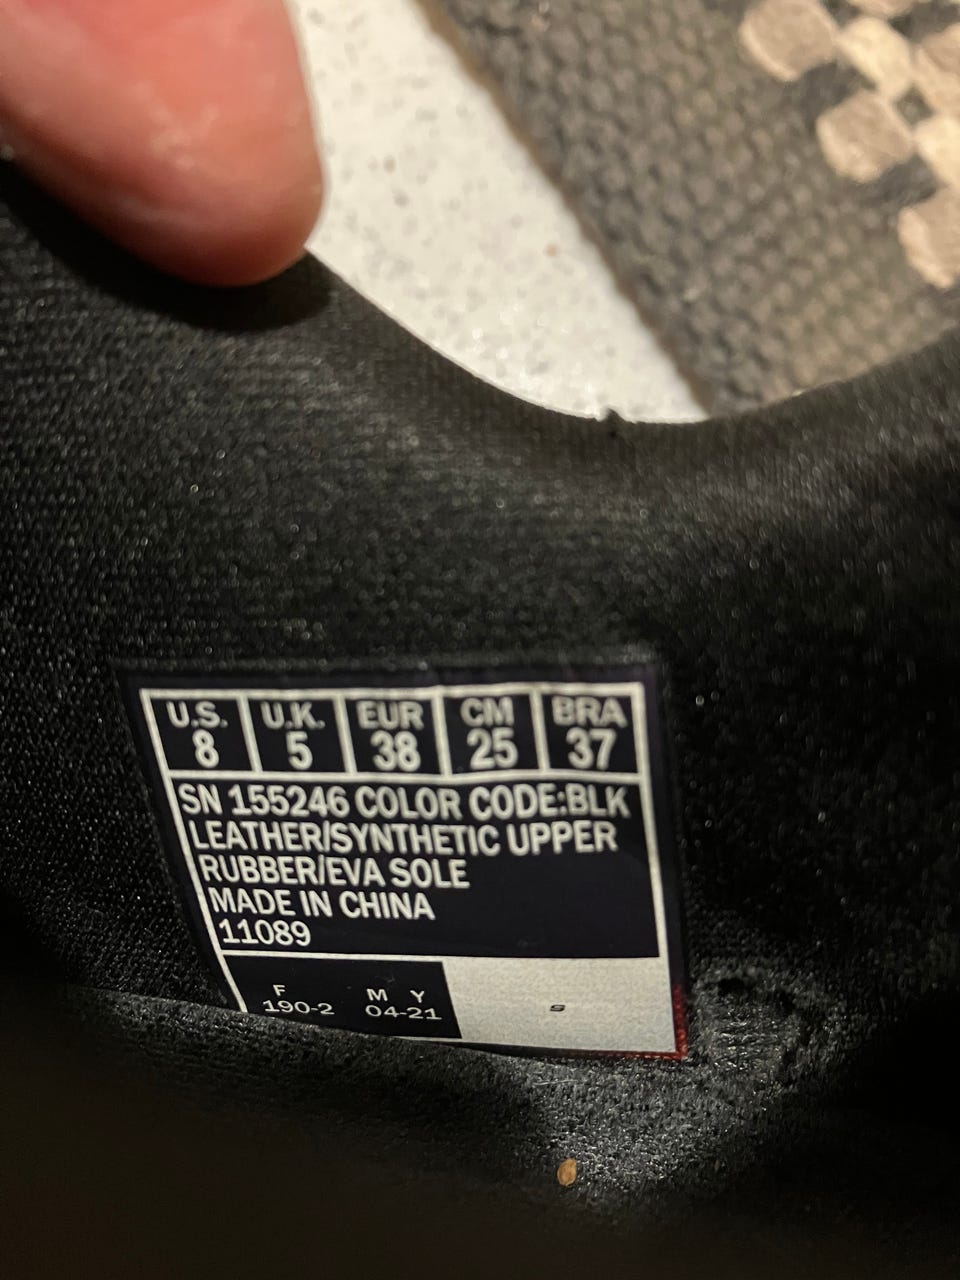 U.S. U.K. EUR CM BRA
8 5 38 25 37
SN 155246 COLOR CODE:BLK
LEATHER/SYNTHETIC UPPER
RUBBER/EVA SOLE
MADE IN CHINA
11089
F M Y
190-2 04-21
S